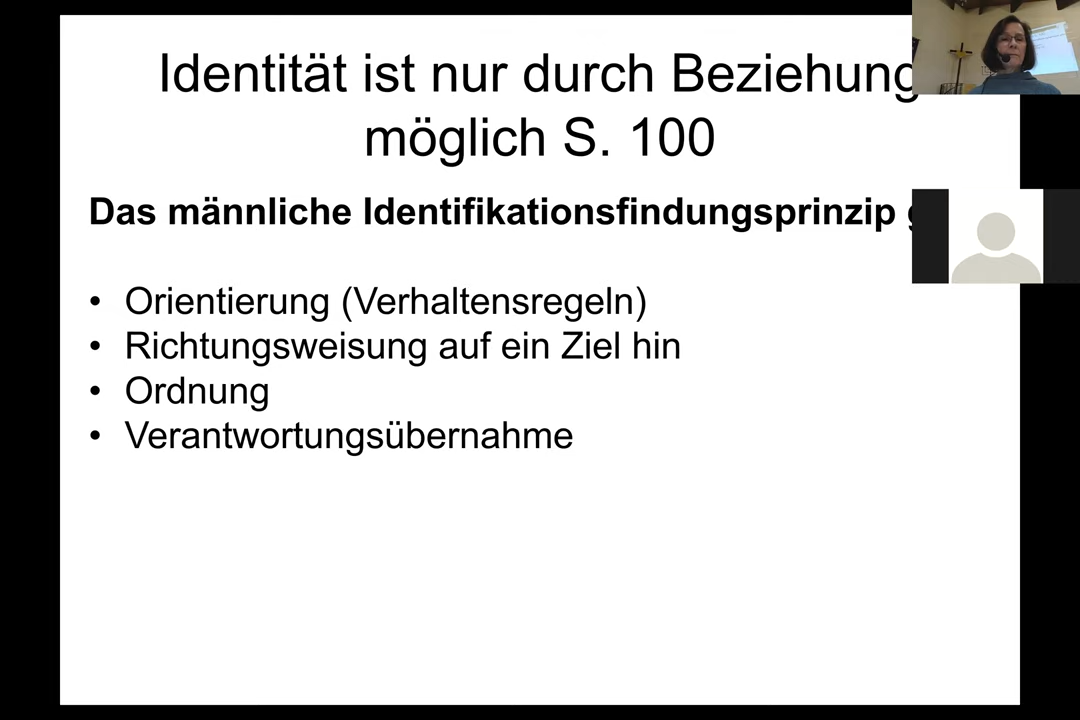 Identität ist nur durch Beziehung
möglich S. 100
Das männliche Identifikationsfindungsprinzip
• Orientierung (Verhaltensregeln)
• Richtungsweisung auf ein Ziel hin
• Ordnung
• Verantwortungsübernahme